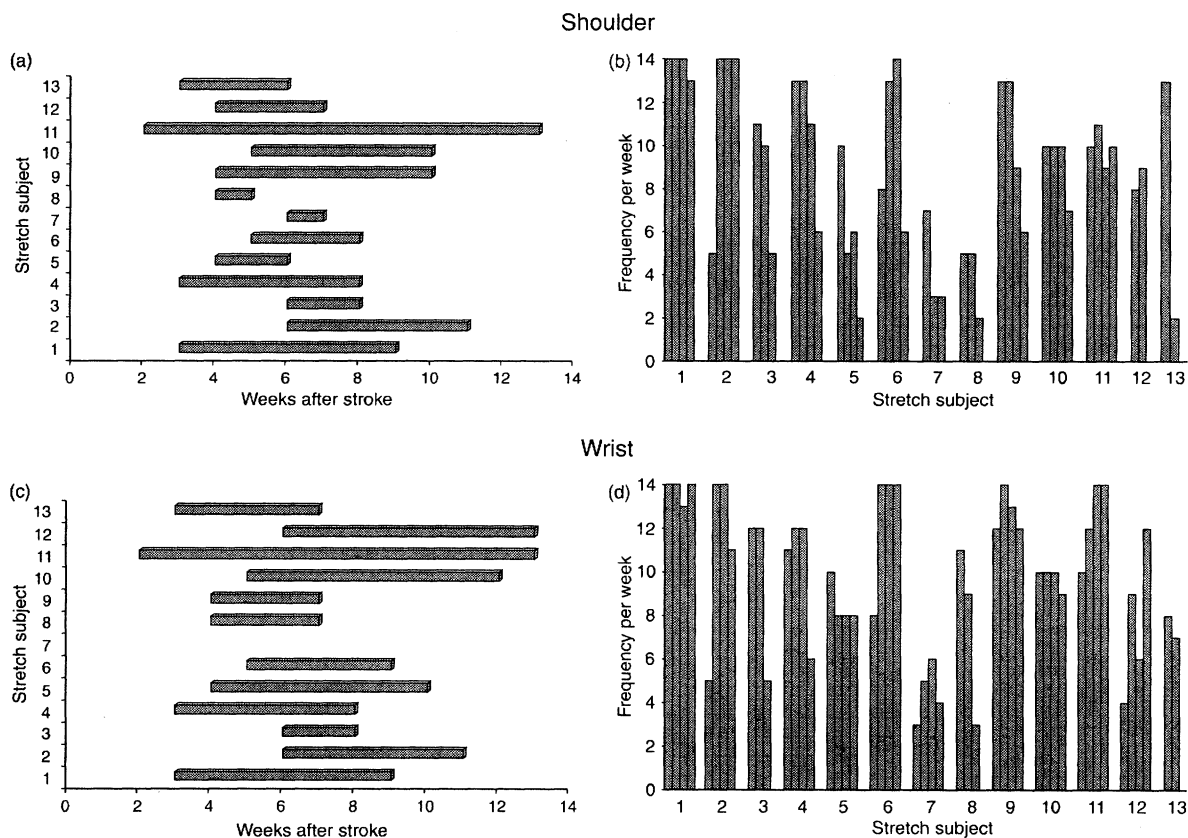 Shoulder
(a)
Stretch subject
13
12
11
10
9
8
7
6
5
4
3
2
1
0 2 4 6 8 10 12 14
Weeks after stroke
(b)
Frequency per week
14
12
10
8
6
4
2
0
1 2 3 4 5 6 7 8 9 10 11 12 13
Stretch subject
Wrist
(c)
Stretch subject
13
12
11
10
9
8
7
6
5
4
3
2
1
0 2 4 6 8 10 12 14
Weeks after stroke
(d)
Frequency per week
14
12
10
8
6
4
2
0
1 2 3 4 5 6 7 8 9 10 11 12 13
Stretch subject